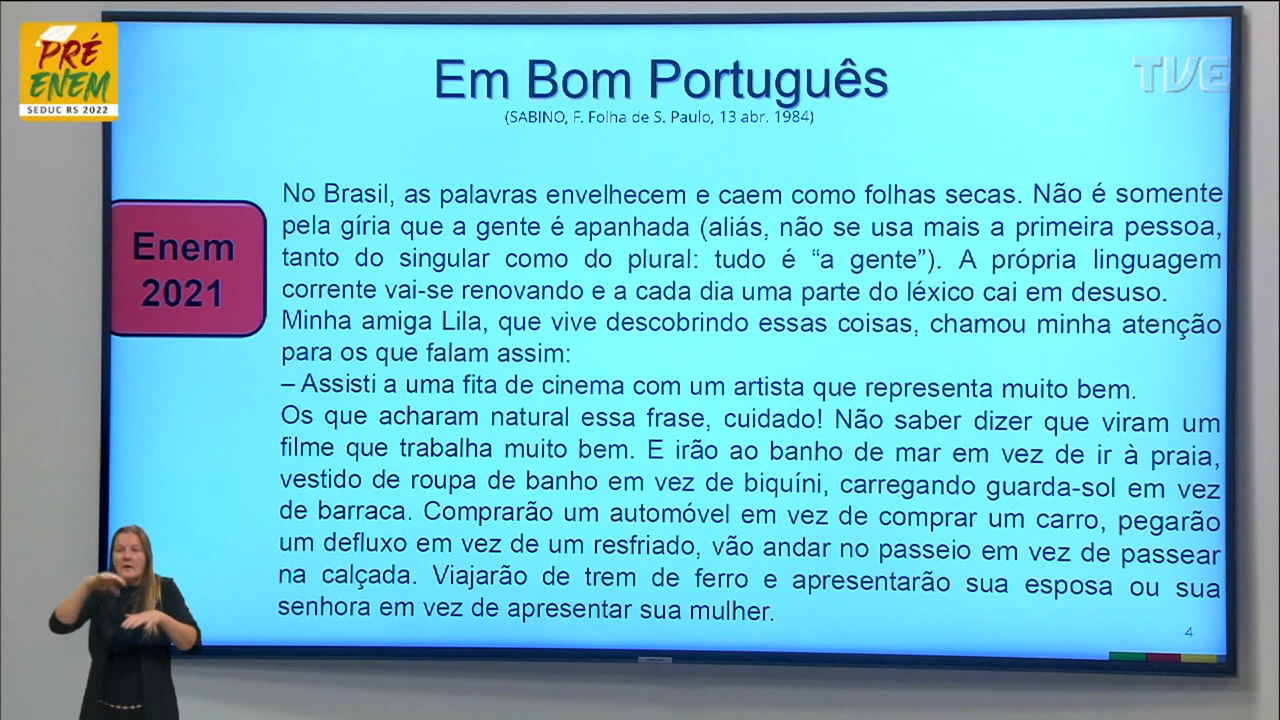 PRÉ
ENEM
SEDUC RS 2022
TVE
Em Bom Português
(SABINO, F. Folha de S. Paulo, 13 abr. 1984)
Enem
2021
No Brasil, as palavras envelhecem e caem como folhas secas. Não é somente
pela gíria que a gente é apanhada (aliás, não se usa mais a primeira pessoa,
tanto do singular como do plural: tudo é “a gente”). A própria linguagem
corrente vai-se renovando e a cada dia uma parte do léxico cai em desuso.
Minha amiga Lila, que vive descobrindo essas coisas, chamou minha atenção
para os que falam assim:
– Assisti a uma fita de cinema com um artista que representa muito bem.
Os que acharam natural essa frase, cuidado! Não saber dizer que viram um
filme que trabalha muito bem. E irão ao banho de mar em vez de ir à praia,
vestido de roupa de banho em vez de biquíni, carregando guarda-sol em vez
de barraca. Comprarão um automóvel em vez de comprar um carro, pegarão
um defluxo em vez de um resfriado, vão andar no passeio em vez de passear
na calçada. Viajarão de trem de ferro e apresentarão sua esposa ou sua
senhora em vez de apresentar sua mulher.
4